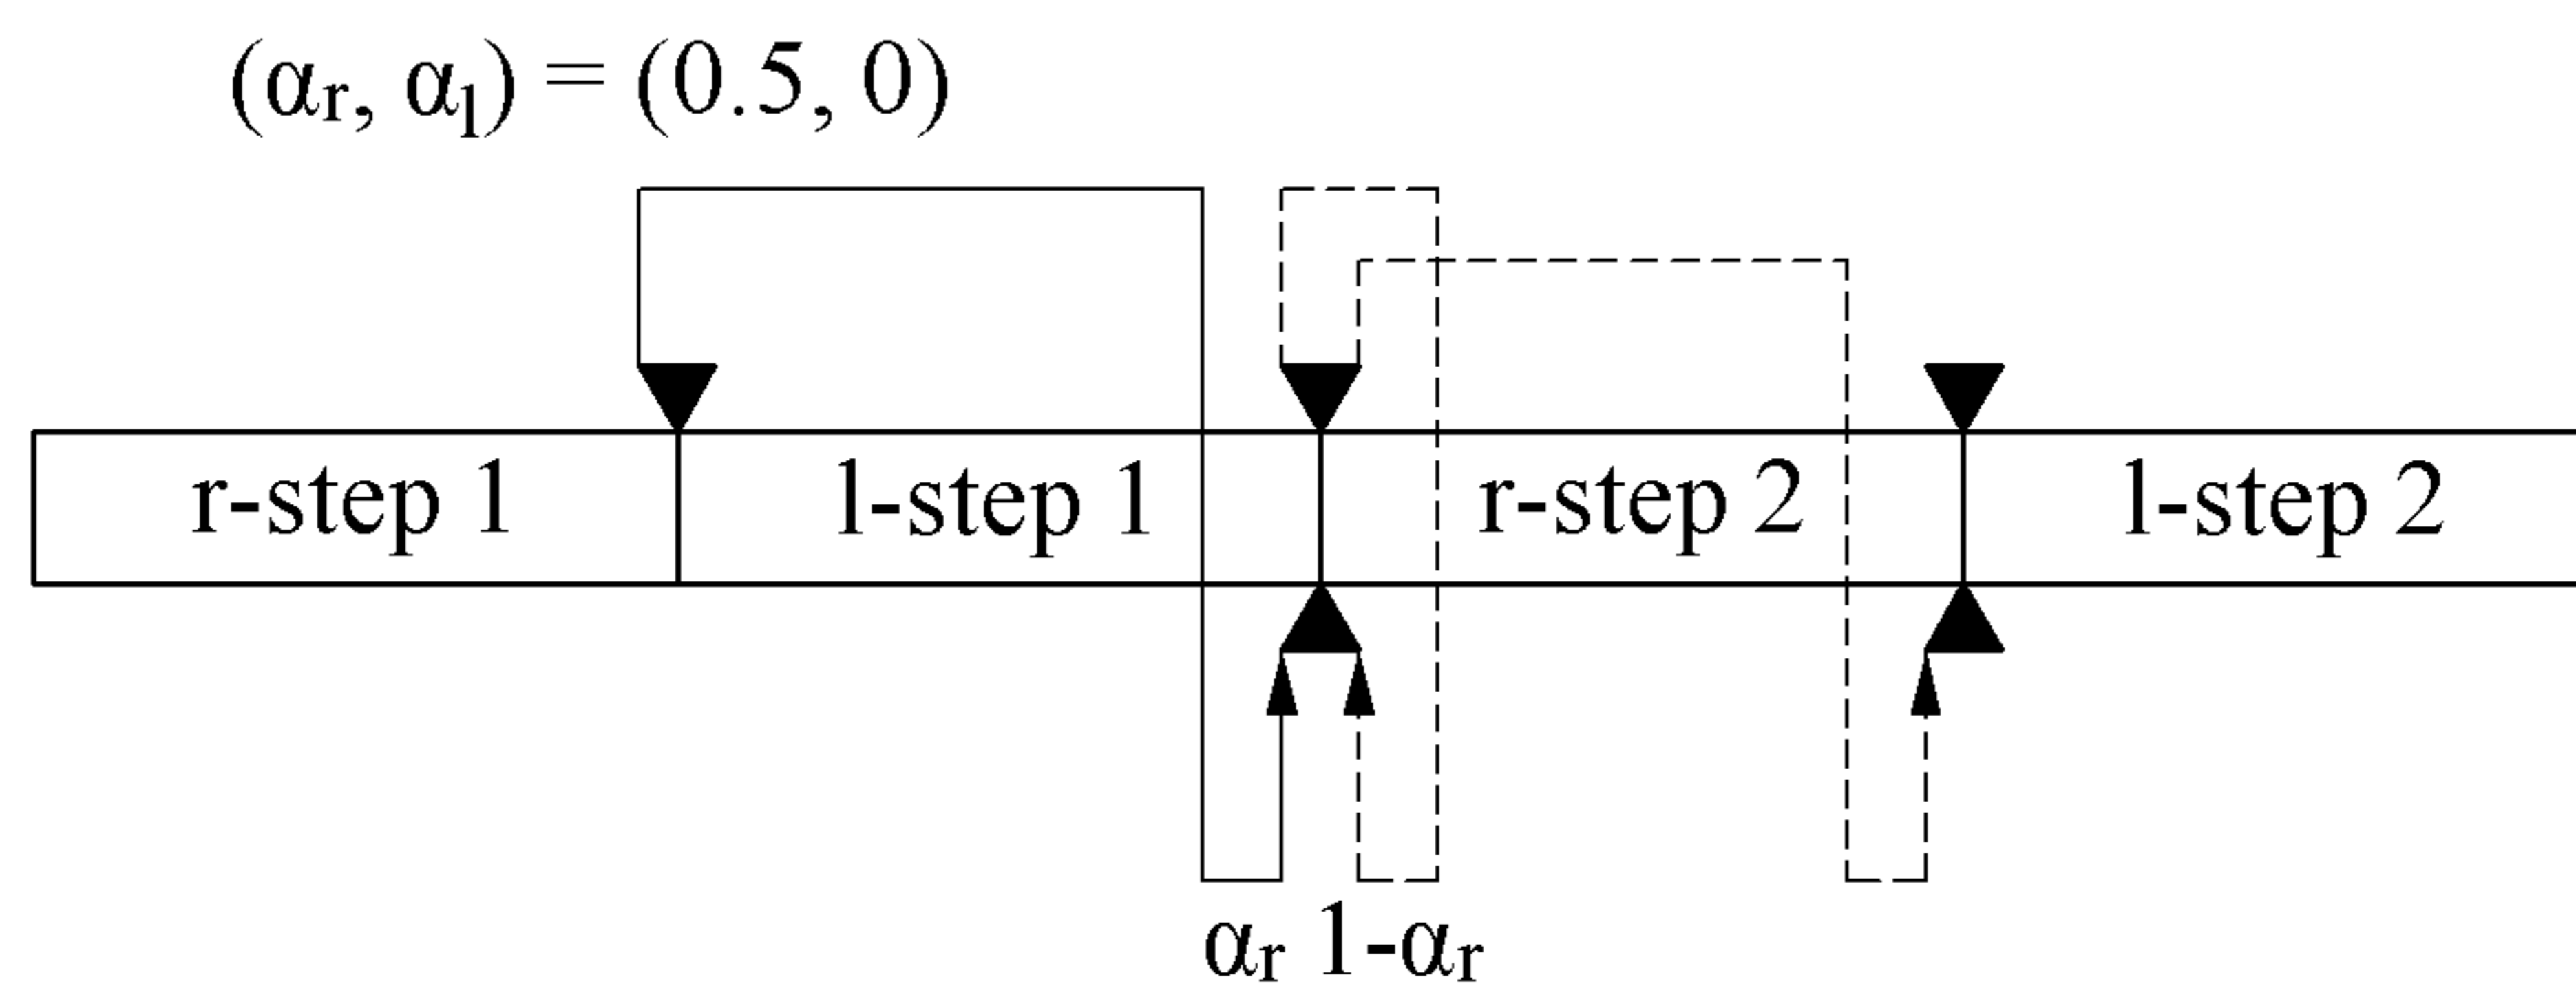 (αr, αl) = (0.5, 0)
r-step 1 l-step 1 r-step 2 l-step 2
αr 1-αr